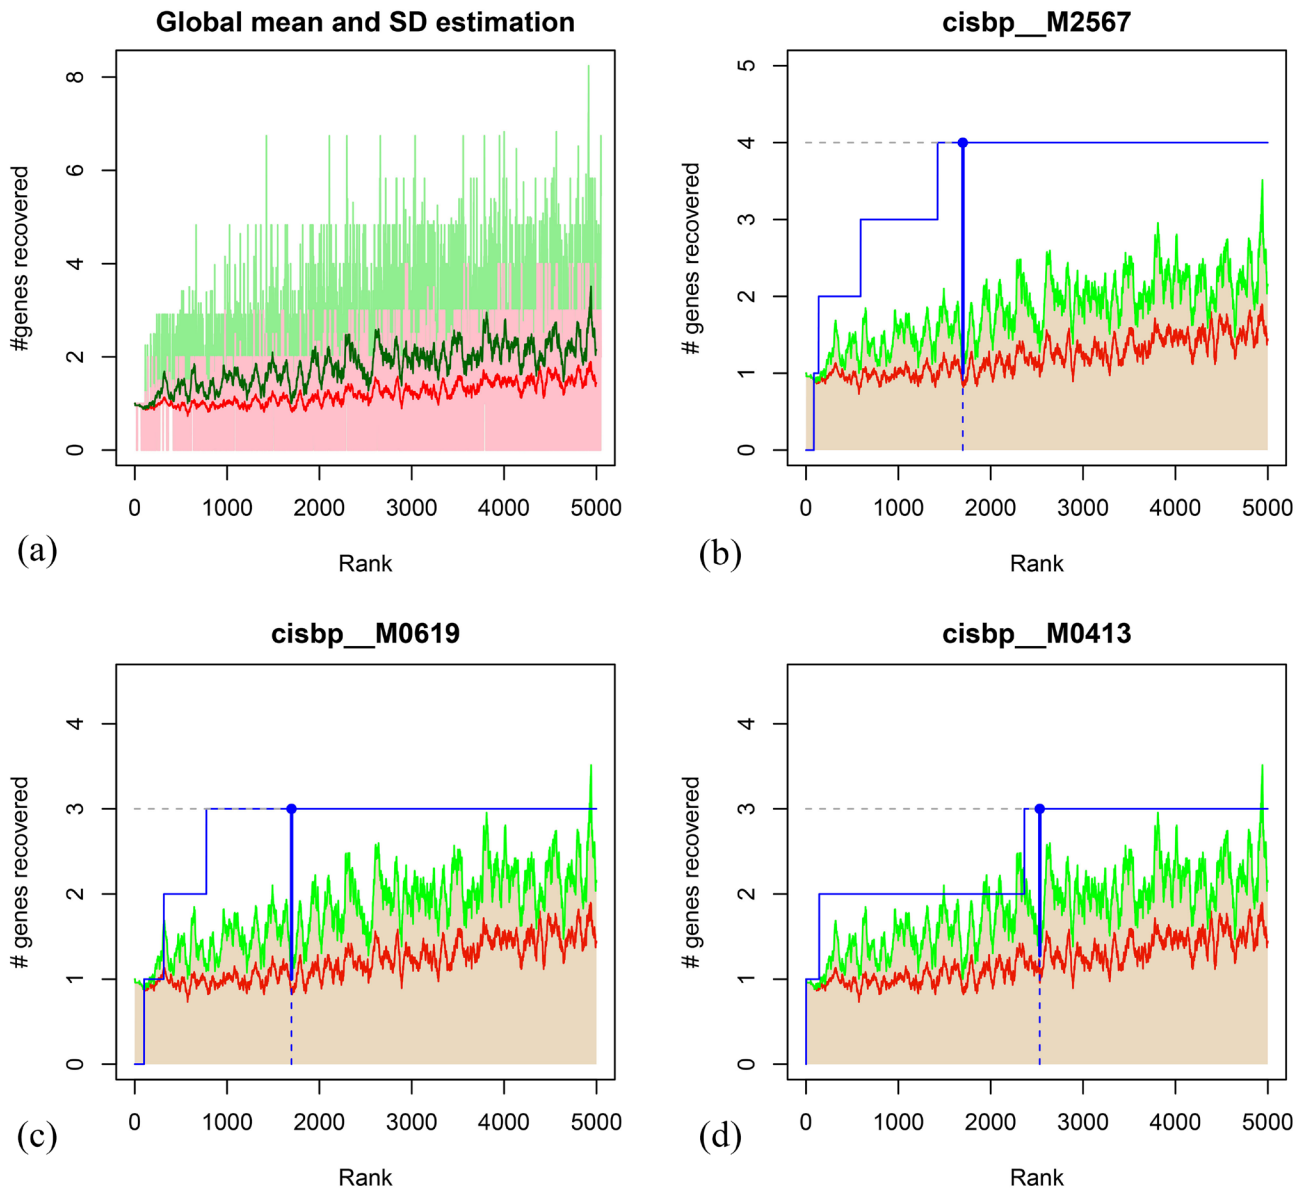 Global mean and SD estimation
#genes recovered
8
6
4
2
0
0 1000 2000 3000 4000 5000
Rank
(a)
cisbp__M2567
# genes recovered
5
4
3
2
1
0
0 1000 2000 3000 4000 5000
Rank
(b)
cisbp__M0619
# genes recovered
4
3
2
1
0
0 1000 2000 3000 4000 5000
Rank
(c)
cisbp__M0413
# genes recovered
4
3
2
1
0
0 1000 2000 3000 4000 5000
Rank
(d)